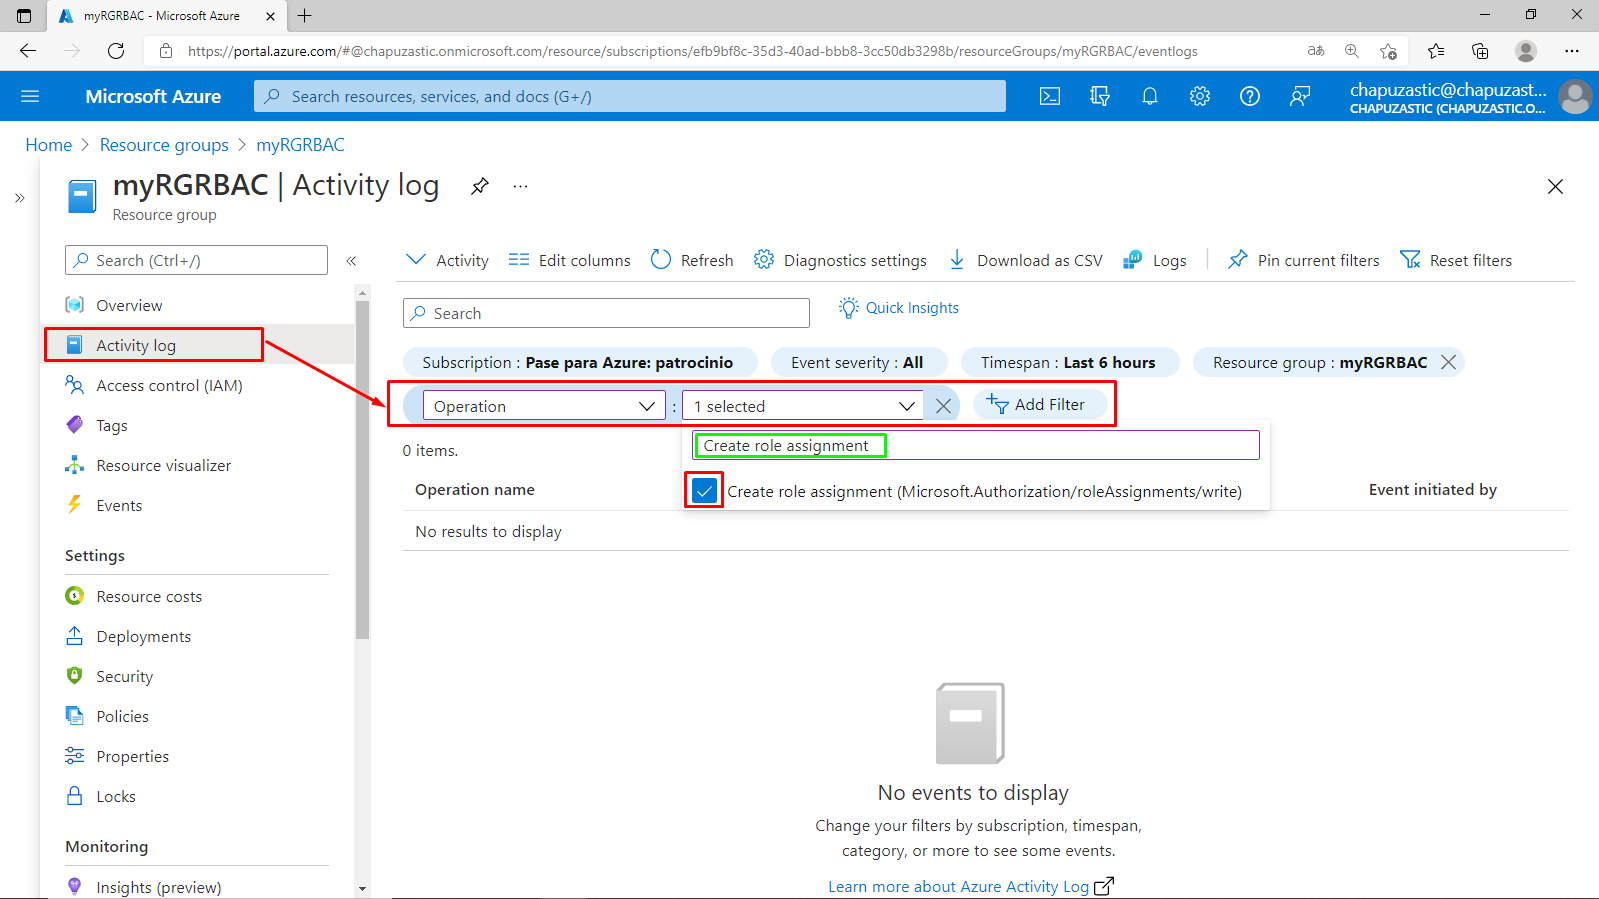 myRGRBAC - Microsoft Azure
https://portal.azure.com/#@chapuzastic.onmicrosoft.com/resource/subscriptions/efb9bf8c-35d3-40ad-bbb8-3cc50db3298b/resourceGroups/myRGRBAC/eventlogs
aあ
Microsoft Azure
Search resources, services, and docs (G+/)
chapuzastic@chapuzast...
CHAPUZASTIC (CHAPUZASTIC.O...
Home > Resource groups > myRGRBAC
myRGRBAC | Activity log
Resource group
Search (Ctrl+/)
Overview
Activity log
Access control (IAM)
Tags
Resource visualizer
Events
Settings
Resource costs
Deployments
Security
Policies
Properties
Locks
Monitoring
Insights (preview)
Activity
Edit columns
Refresh
Diagnostics settings
Download as CSV
Logs
Pin current filters
Reset filters
Search
Quick Insights
Subscription : Pase para Azure: patrocinio
Event severity : All
Timespan : Last 6 hours
Resource group : myRGRBAC
Operation : 1 selected
Add Filter
Create role assignment
Create role assignment (Microsoft.Authorization/roleAssignments/write)
0 items.
Operation name
Event initiated by
No results to display
No events to display
Change your filters by subscription, timespan,
category, or more to see some events.
Learn more about Azure Activity Log